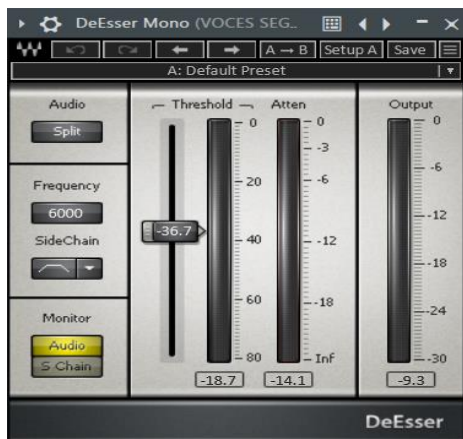 DeEsser Mono (VOCES SEG..
A → B Setup A Save
A: Default Preset
Audio
Split
Frequency
6000
SideChain
Monitor
Audio
S Chain
Threshold Atten
0 0
-3
20 -6
-36.7
40 -12
60 -18
80 Inf
-18.7 -14.1
Output
0
-6
-12
-18
-24
-30
-9.3
DeEsser